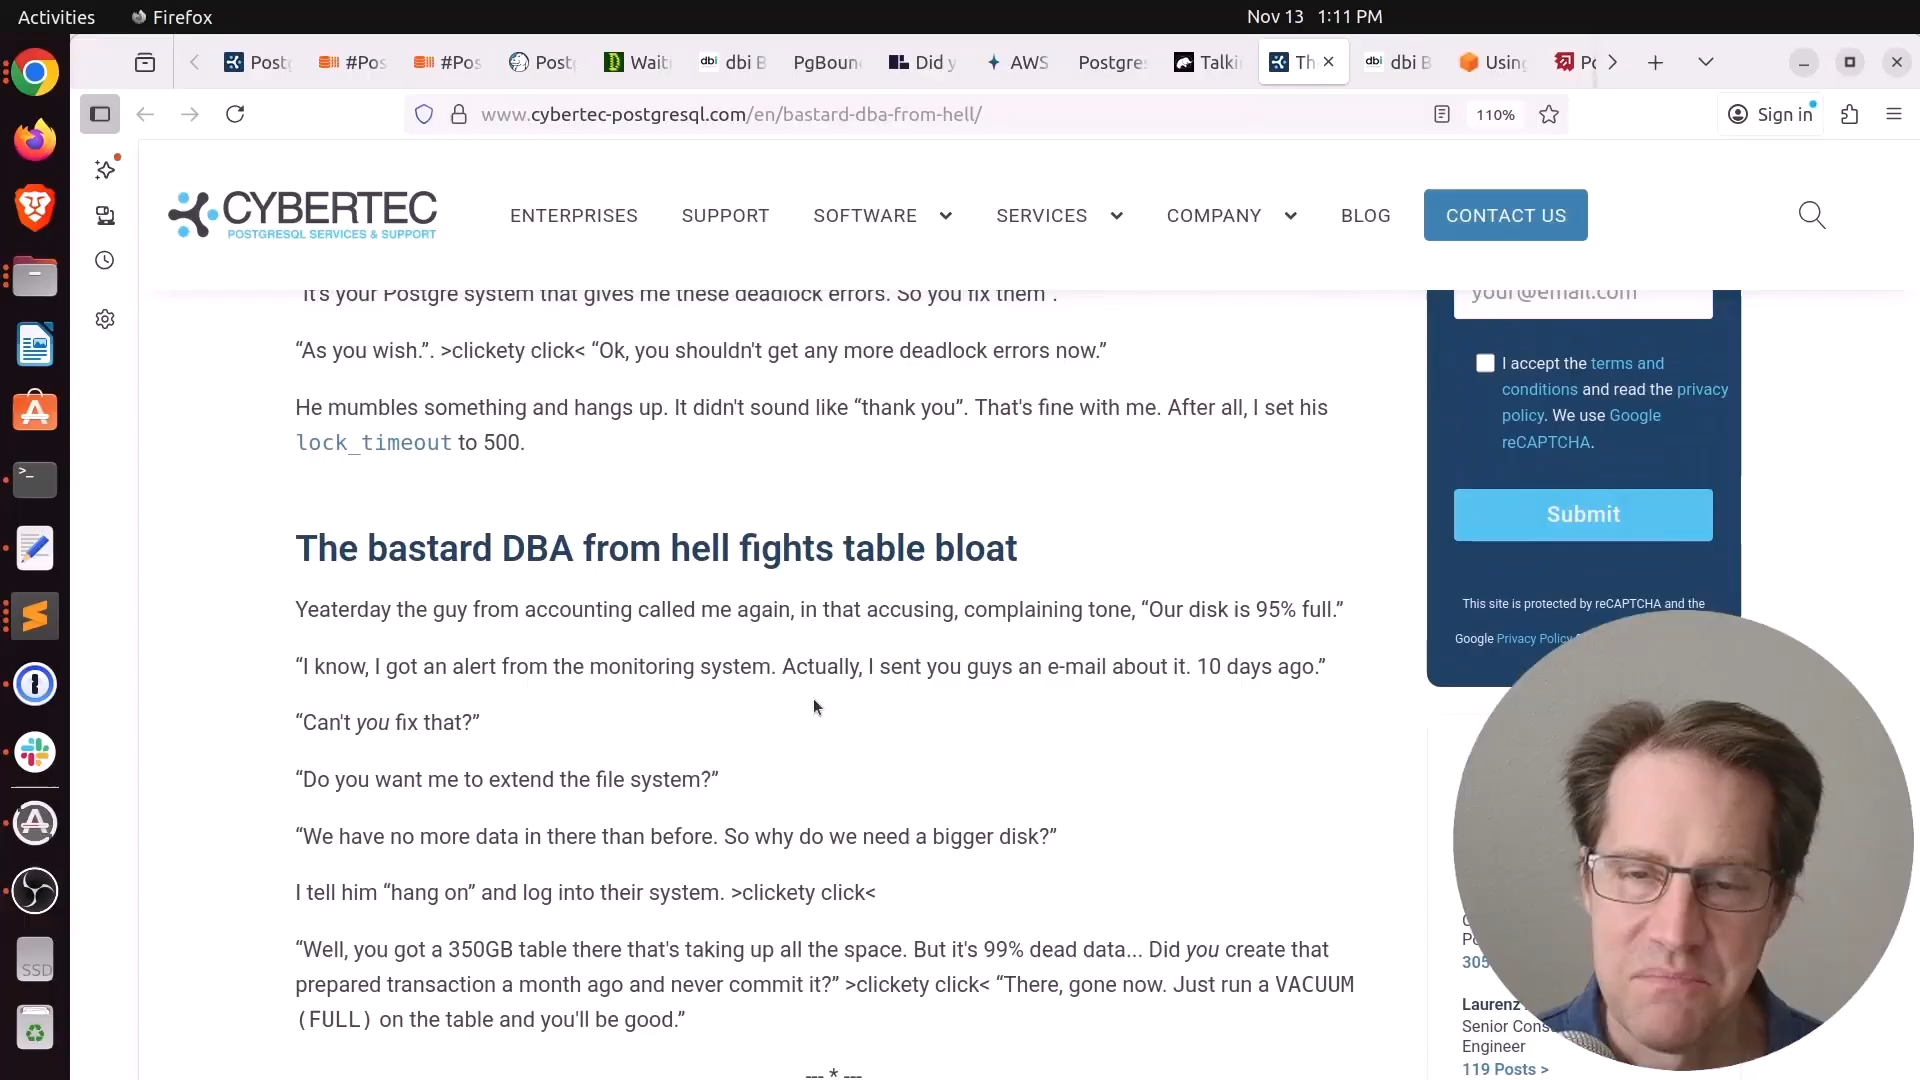 Activities
Firefox
Nov 13 1:11 PM
Post
#Pos
#Pos
Post
Wait
dbi B
PgBoun
Did y
AWS
Postgre
Talki
Th
dbi B
Usin
Po
www.cybertec-postgresql.com/en/bastard-dba-from-hell/
110%
Sign in
CYBERTEC
POSTGRESQL SERVICES & SUPPORT
ENTERPRISES
SUPPORT
SOFTWARE
SERVICES
COMPANY
BLOG
CONTACT US
"It's your Postgre system that gives me these deadlock errors. So you fix them".
“As you wish.”. >clickety click< “Ok, you shouldn't get any more deadlock errors now.”
He mumbles something and hangs up. It didn't sound like “thank you”. That's fine with me. After all, I set his
lock_timeout to 500.
The bastard DBA from hell fights table bloat
Yeaterday the guy from accounting called me again, in that accusing, complaining tone, “Our disk is 95% full.”
“I know, I got an alert from the monitoring system. Actually, I sent you guys an e-mail about it. 10 days ago.”
“Can't you fix that?”
“Do you want me to extend the file system?”
“We have no more data in there than before. So why do we need a bigger disk?”
I tell him “hang on” and log into their system. >clickety click<
“Well, you got a 350GB table there that's taking up all the space. But it's 99% dead data... Did you create that
prepared transaction a month ago and never commit it?” >clickety click< “There, gone now. Just run a VACUUM
(FULL) on the table and you'll be good.”
--- * ---
your@email.com
I accept the terms and
conditions and read the privacy
policy. We use Google
reCAPTCHA.
Submit
This site is protected by reCAPTCHA and the
Google Privacy Policy
305
Laurenz
Senior Cons
Engineer
119 Posts >
SSD